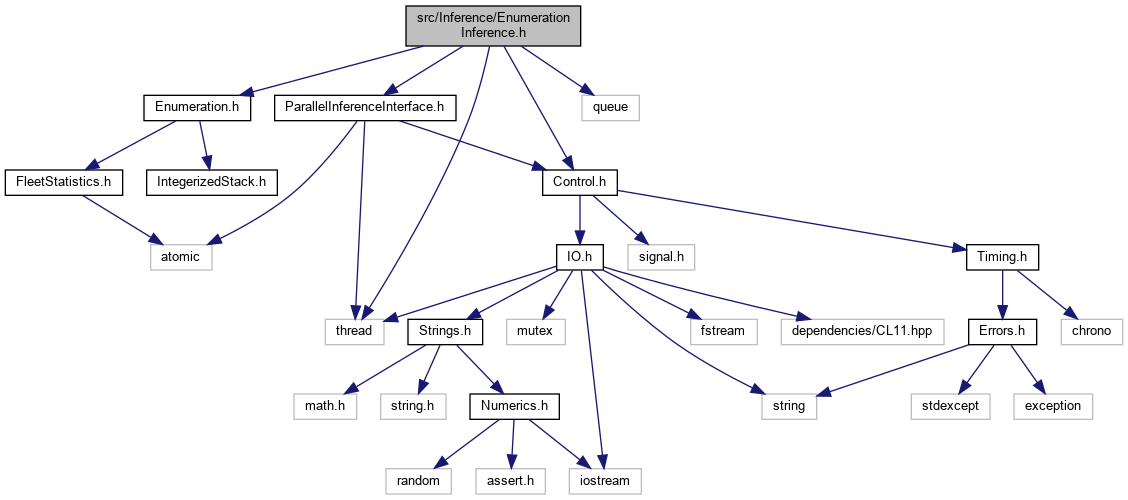 src/Inference/Enumeration
Inference.h
Enumeration.h
ParallelInferenceInterface.h
queue
FleetStatistics.h
IntegerizedStack.h
Control.h
atomic
IO.h
signal.h
Timing.h
thread
Strings.h
mutex
fstream
dependencies/CL11.hpp
Errors.h
chrono
math.h
string.h
Numerics.h
string
stdexcept
exception
random
assert.h
iostream